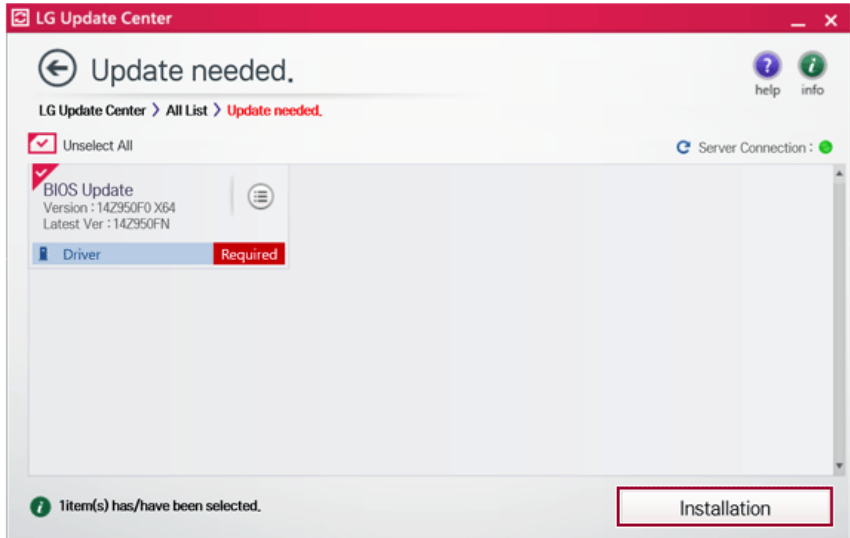 LG Update Center
Update needed.
help info
LG Update Center > All List > Update needed.
Unselect All
Server Connection :
BIOS Update
Version : 14Z950F0 X64
Latest Ver : 14Z950FN
Driver Required
1item(s) has/have been selected.
Installation